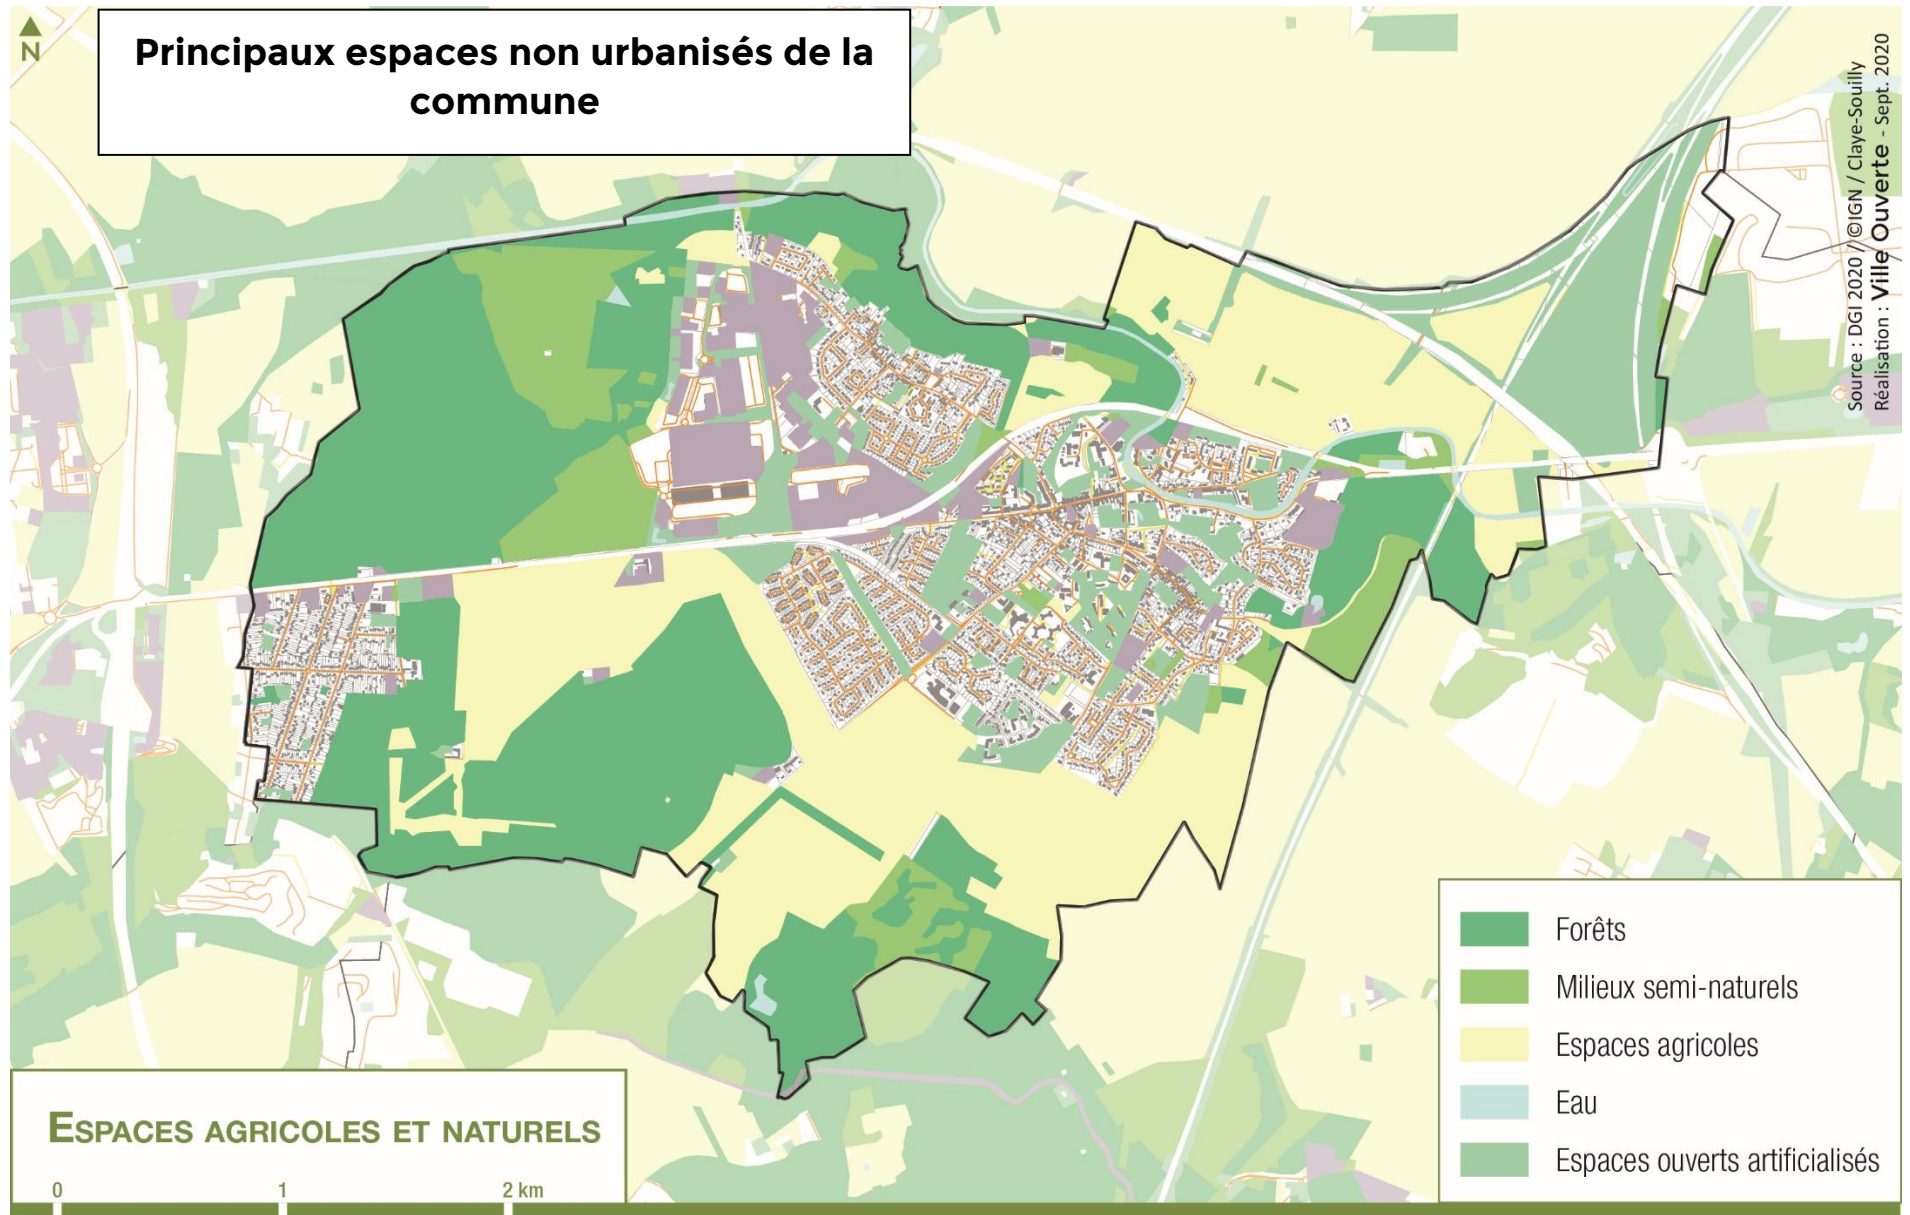 N
Principaux espaces non urbanisés de la
commune
Source : DGI 2020 / ©IGN / Claye-Souilly
Réalisation : Ville Ouverte - Sept. 2020
Forêts
Milieux semi-naturels
Espaces agricoles
Eau
Espaces ouverts artificialisés
ESPACES AGRICOLES ET NATURELS
0 1 2 km